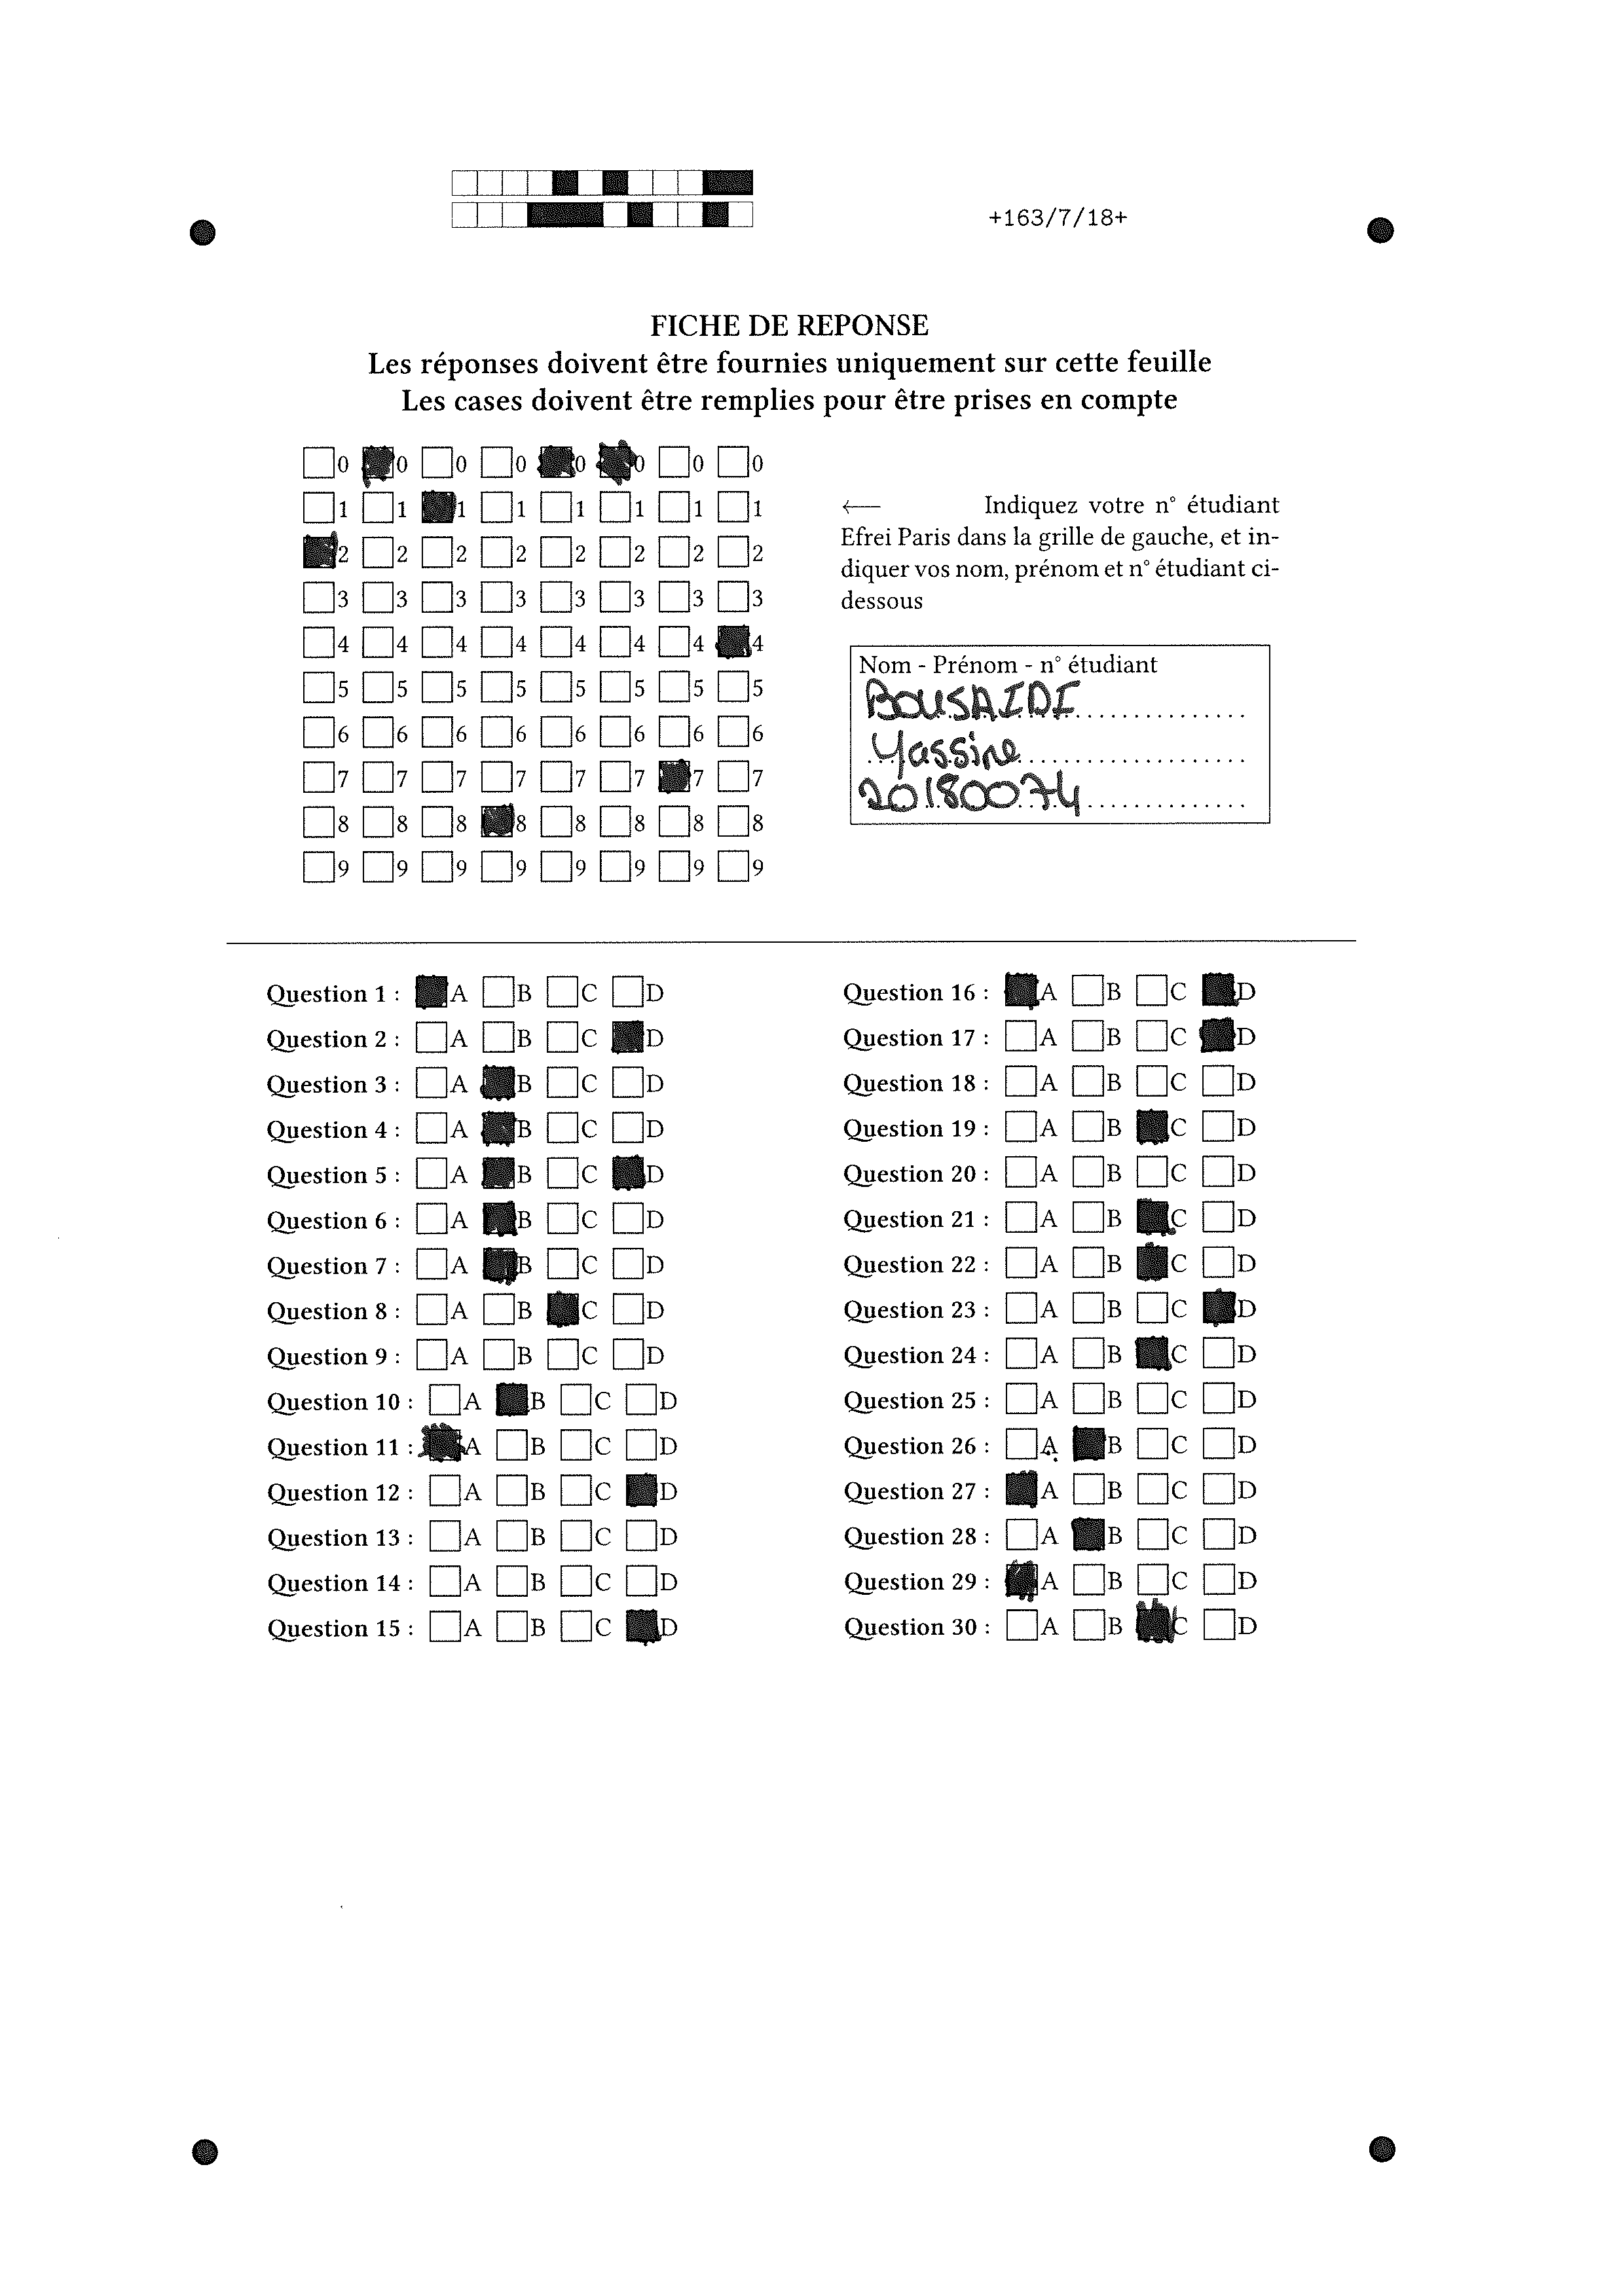 +163/7/18+
FICHE DE REPONSE
Les réponses doivent être fournies uniquement sur cette feuille
Les cases doivent être remplies pour être prises en compte
0 0 0 0 0 0 0 0
1 1 1 1 1 1 1 1
2 2 2 2 2 2 2 2
3 3 3 3 3 3 3 3
4 4 4 4 4 4 4 4
5 5 5 5 5 5 5 5
6 6 6 6 6 6 6 6
7 7 7 7 7 7 7 7
8 8 8 8 8 8 8 8
9 9 9 9 9 9 9 9
← Indiquez votre n° étudiant
Efrei Paris dans la grille de gauche, et in-
diquer vos nom, prénom et n° étudiant ci-
dessous
Nom - Prénom - n° étudiant
BOUSAIDI
Yassine
20180074
Question 1 : A B C D
Question 2 : A B C D
Question 3 : A B C D
Question 4 : A B C D
Question 5 : A B C D
Question 6 : A B C D
Question 7 : A B C D
Question 8 : A B C D
Question 9 : A B C D
Question 10 : A B C D
Question 11 : A B C D
Question 12 : A B C D
Question 13 : A B C D
Question 14 : A B C D
Question 15 : A B C D
Question 16 : A B C D
Question 17 : A B C D
Question 18 : A B C D
Question 19 : A B C D
Question 20 : A B C D
Question 21 : A B C D
Question 22 : A B C D
Question 23 : A B C D
Question 24 : A B C D
Question 25 : A B C D
Question 26 : A B C D
Question 27 : A B C D
Question 28 : A B C D
Question 29 : A B C D
Question 30 : A B C D